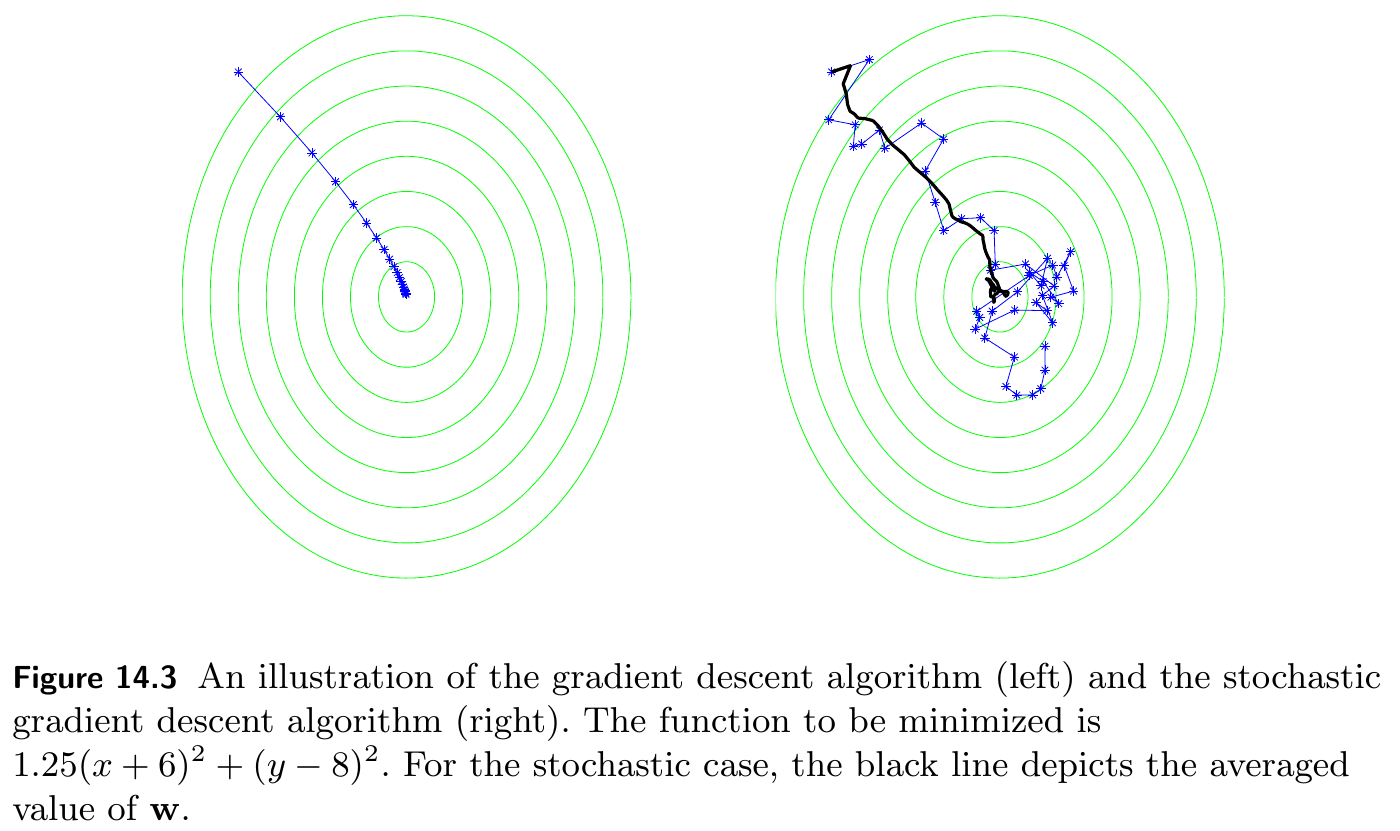 Figure 14.3 An illustration of the gradient descent algorithm (left) and the stochastic
gradient descent algorithm (right). The function to be minimized is
1.25(x + 6)² + (y − 8)². For the stochastic case, the black line depicts the averaged
value of w.